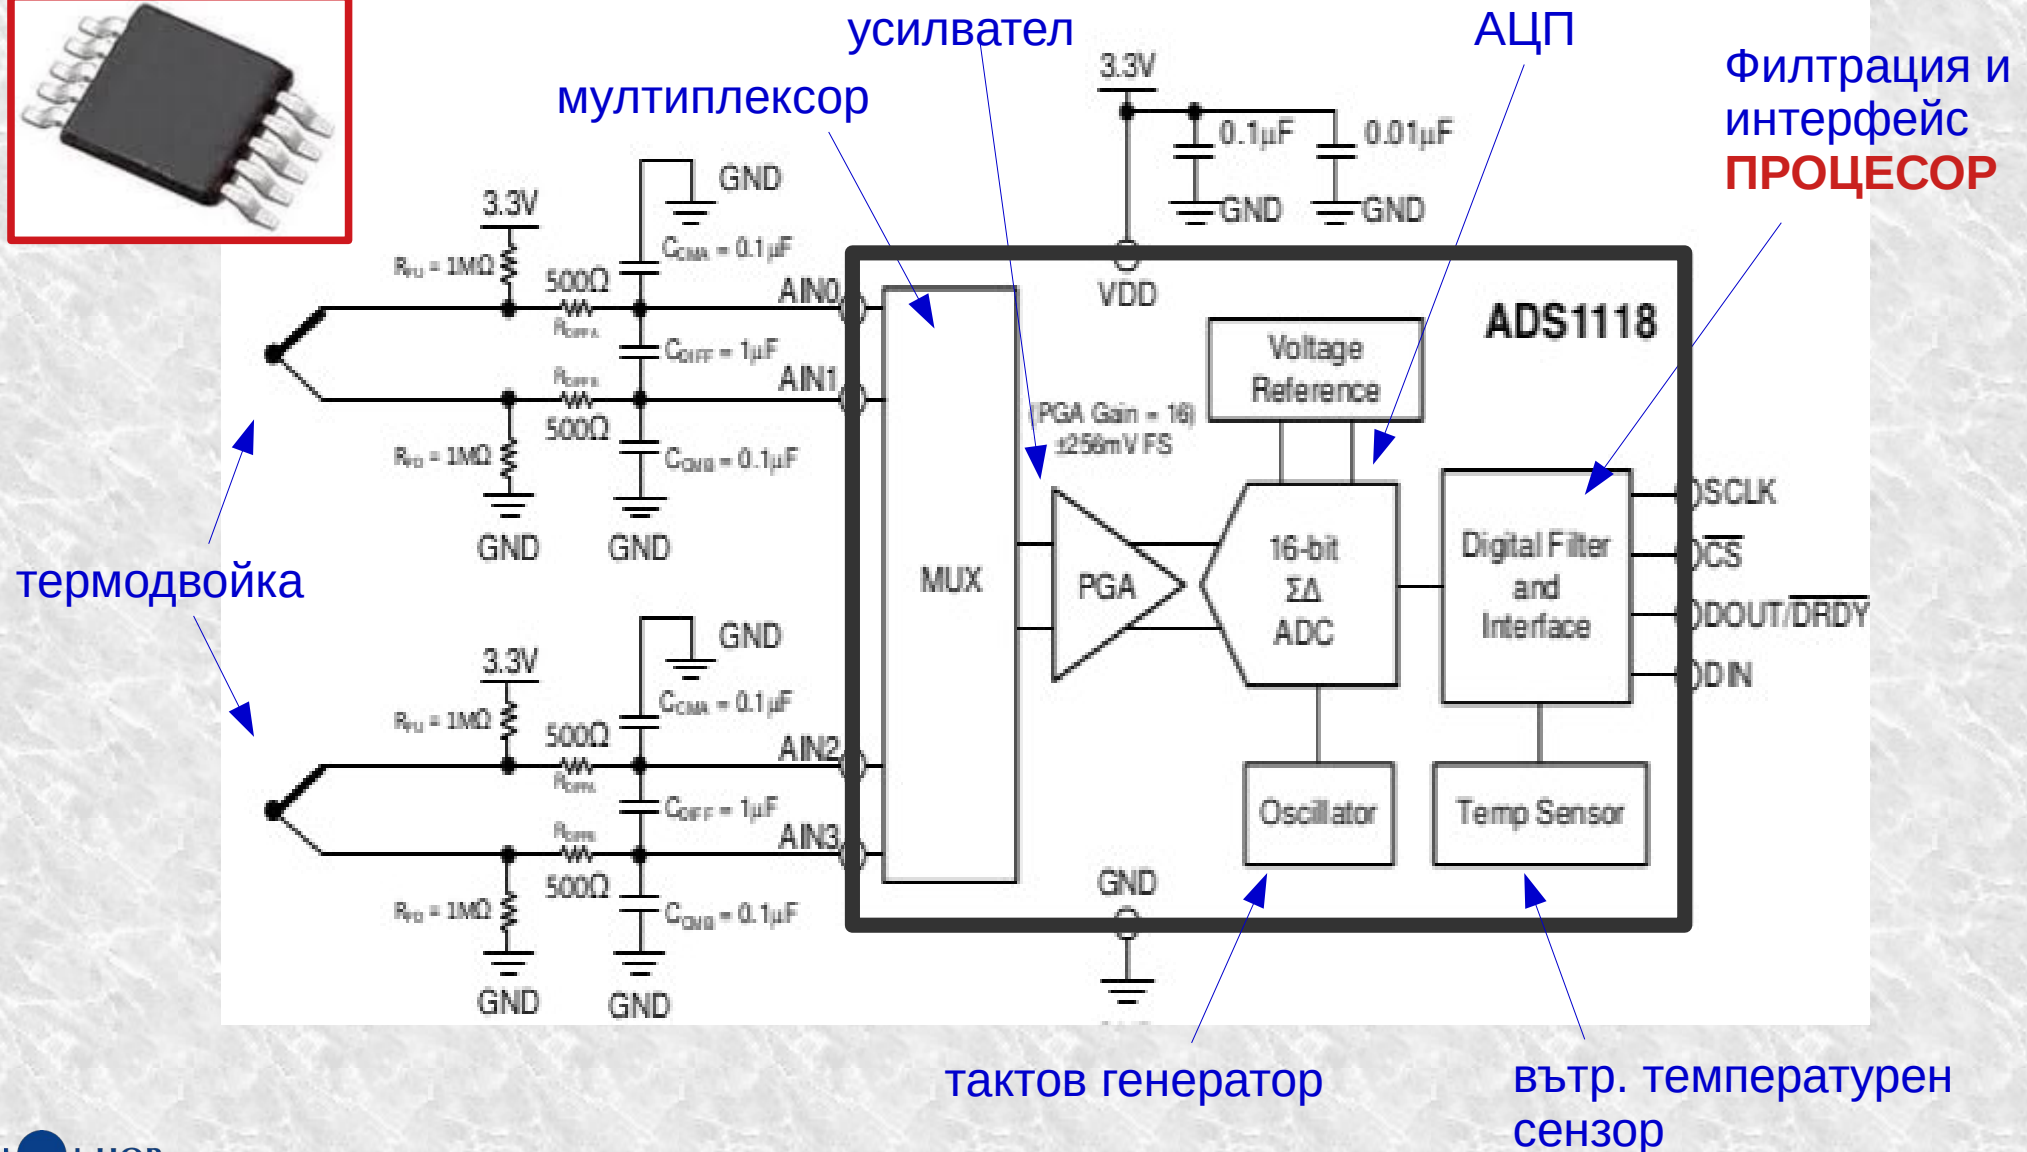 усилвател
АЦП
мултиплексор
Филтрация и
интерфейс
ПРОЦЕСОР
3.3V
0.1µF
0.01µF
GND
GND
GND
3.3V
C_CMA = 0.1µF
R_PU = 1MΩ
500Ω
AIN0
VDD
ADS1118
R_DIFFA
C_DIFF = 1µF
Voltage
Reference
R_DIFFB
AIN1
(PGA Gain = 16)
±256mV FS
500Ω
R_PD = 1MΩ
C_CMB = 0.1µF
GND
GND
термодвойка
MUX
PGA
16-bit
ΣΔ
ADC
Digital Filter
and
Interface
SCLK
CS
DOUT/DRDY
DIN
GND
3.3V
C_CMA = 0.1µF
R_PU = 1MΩ
500Ω
AIN2
R_DIFFA
C_DIFF = 1µF
R_DIFFB
AIN3
500Ω
R_PD = 1MΩ
C_CMB = 0.1µF
GND
GND
Oscillator
Temp Sensor
GND
тактов генератор
вътр. температурен
сензор